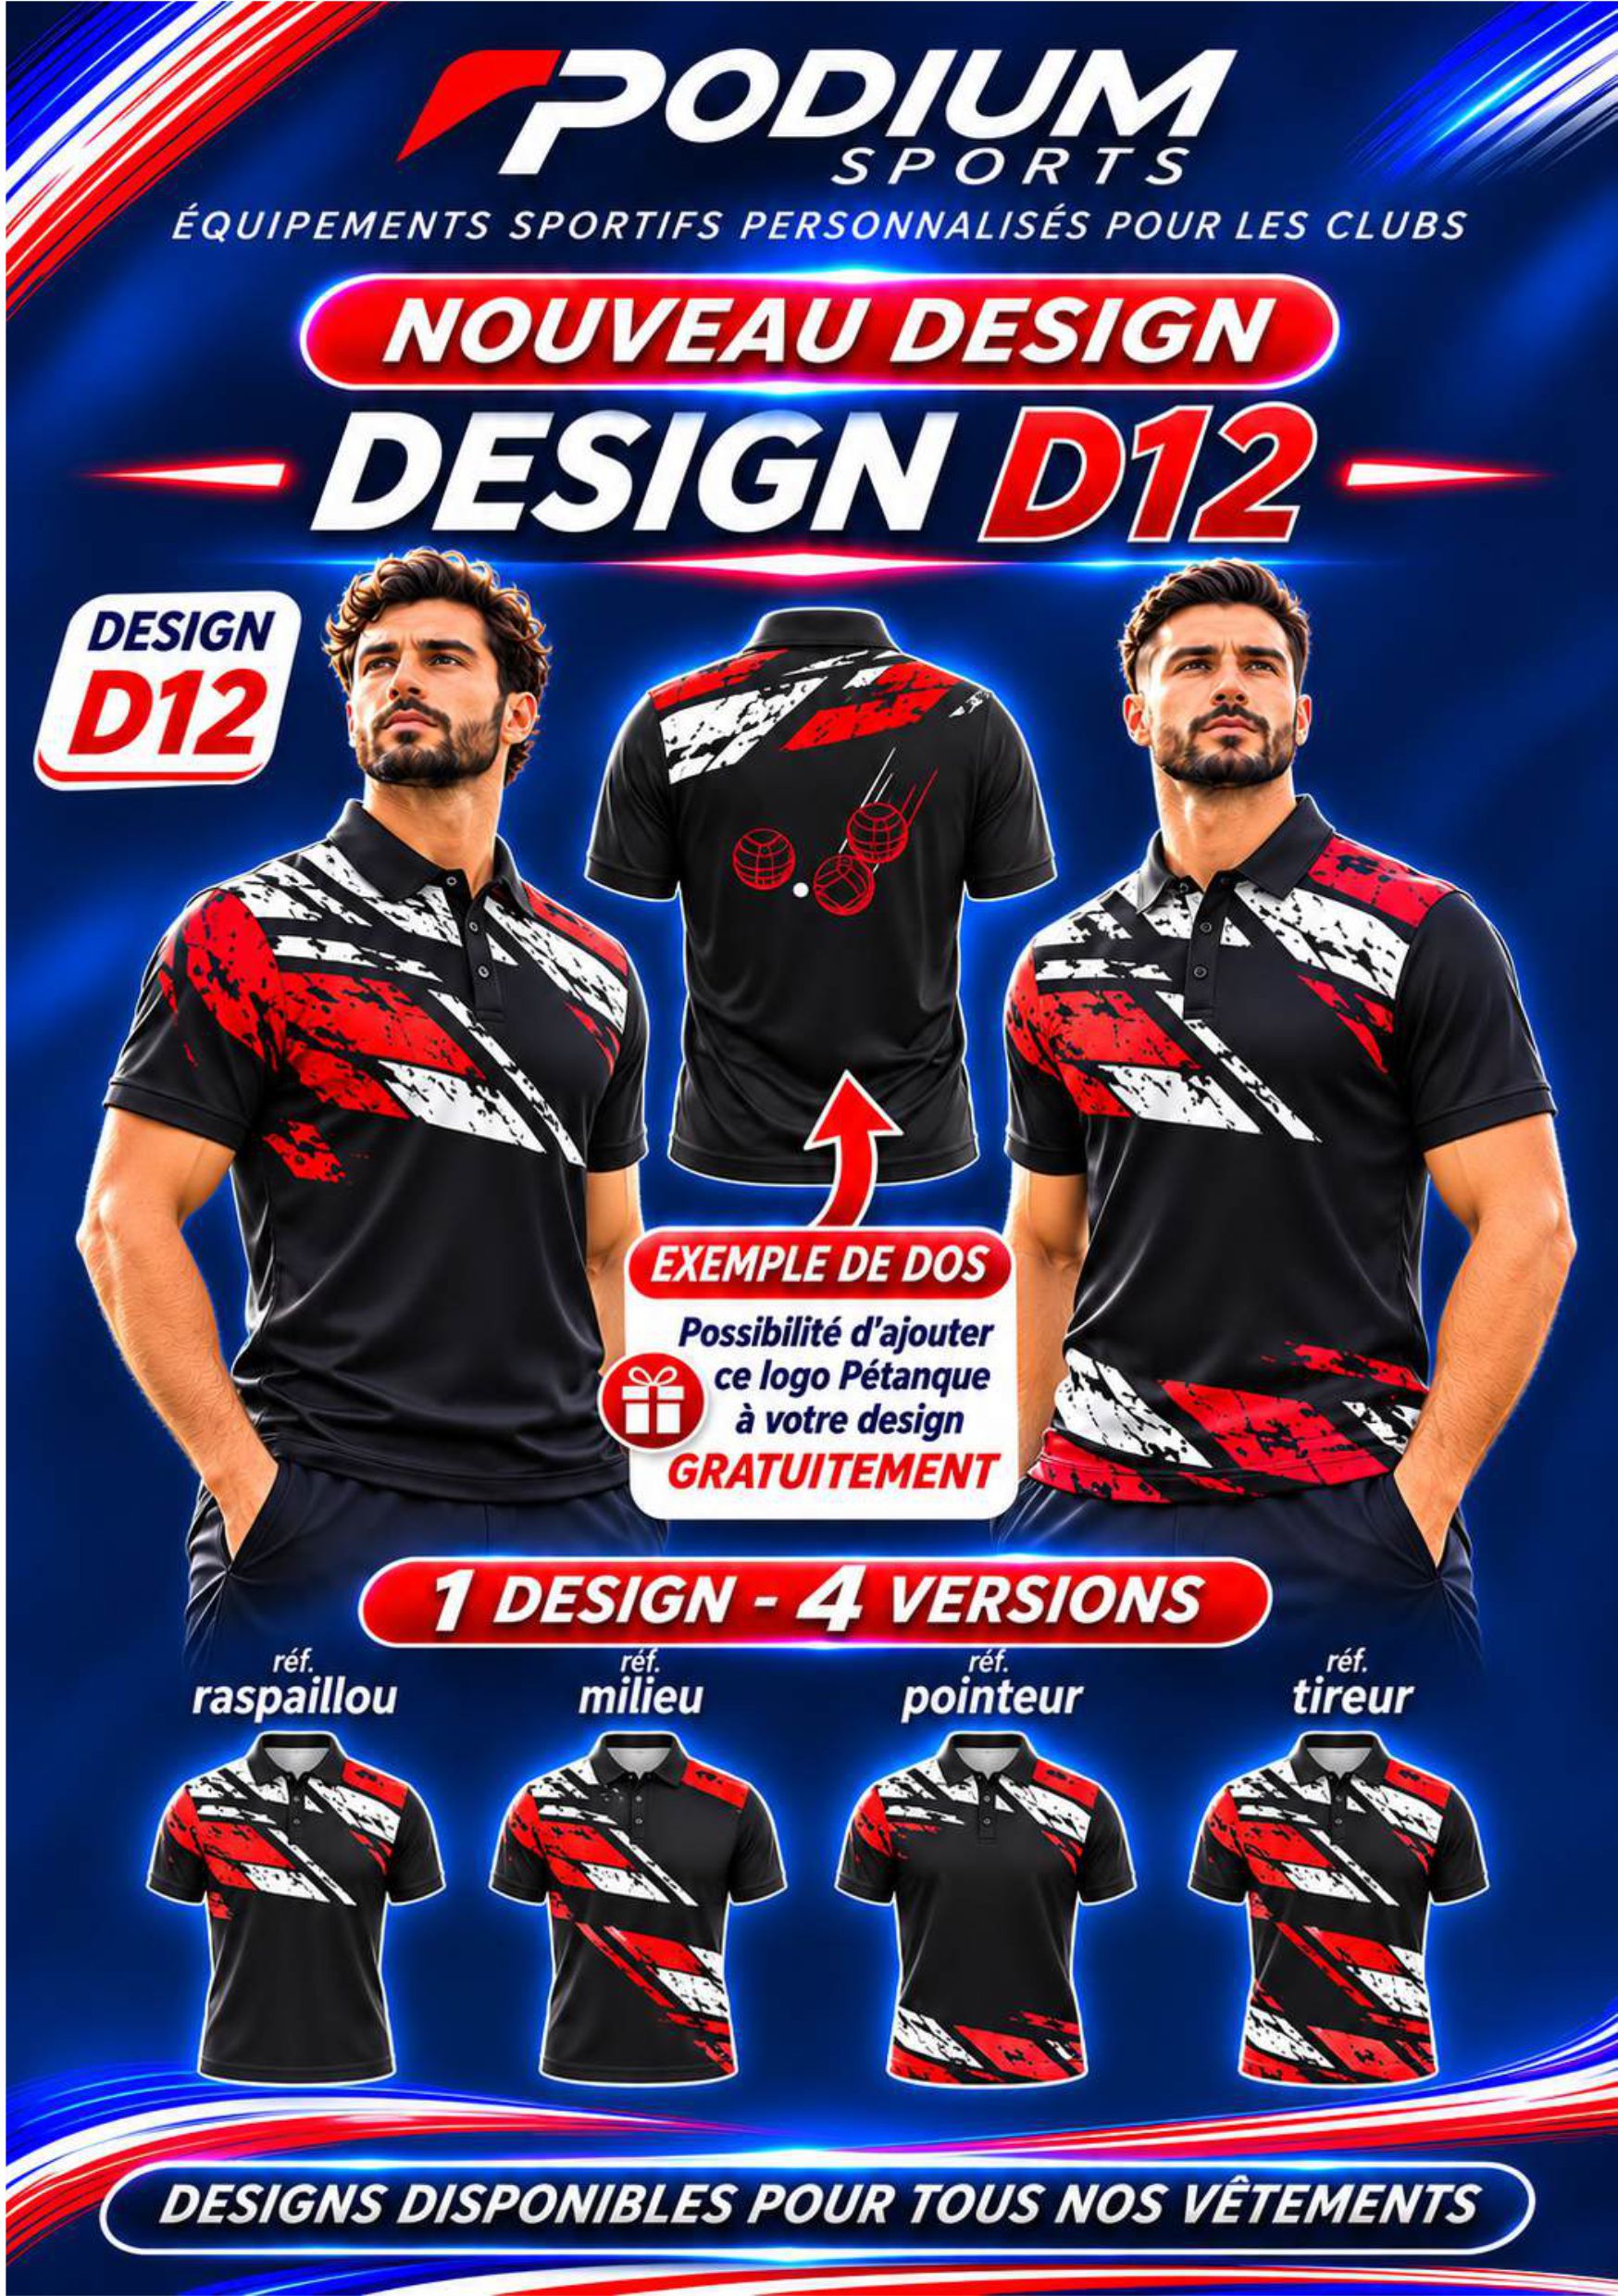 PODIUM
SPORTS
ÉQUIPEMENTS SPORTIFS PERSONNALISÉS POUR LES CLUBS
NOUVEAU DESIGN
DESIGN D12
DESIGN
D12
EXEMPLE DE DOS
Possibilité d'ajouter
ce logo Pétanque
à votre design
GRATUITEMENT
1 DESIGN - 4 VERSIONS
réf.
raspaillou
réf.
milieu
réf.
pointeur
réf.
tireur
DESIGNS DISPONIBLES POUR TOUS NOS VÊTEMENTS